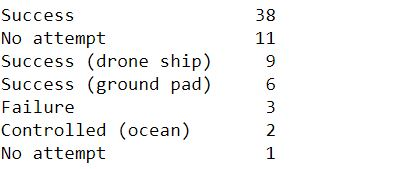 Success 38
No attempt 11
Success (drone ship) 9
Success (ground pad) 6
Failure 3
Controlled (ocean) 2
No attempt 1